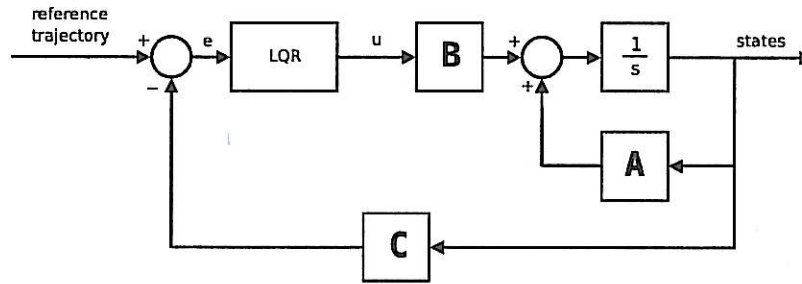 reference
trajectory
+
e
LQR
u
B
+
1
s
states
−
+
A
C